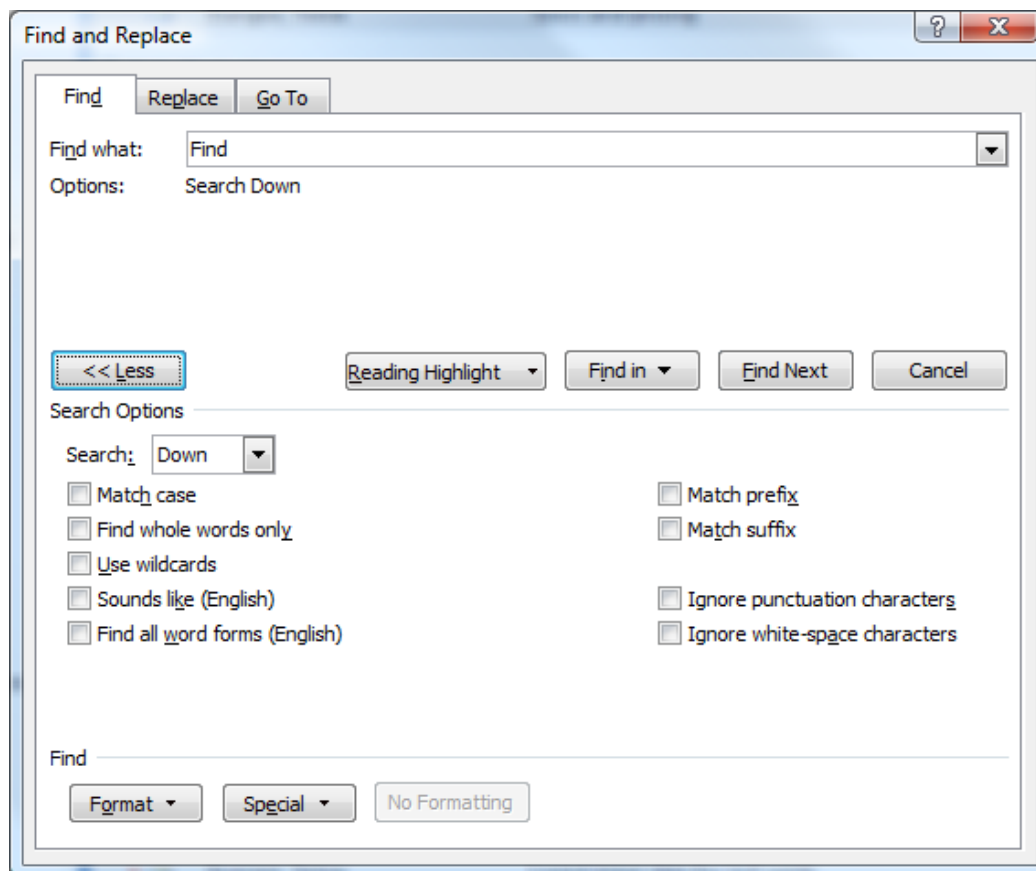 Find and Replace
Find Replace Go To
Find what: Find
Options: Search Down
<< Less Reading Highlight Find in Find Next Cancel
Search Options
Search: Down
Match case Match prefix
Find whole words only Match suffix
Use wildcards
Sounds like (English) Ignore punctuation characters
Find all word forms (English) Ignore white-space characters
Find
Format Special No Formatting